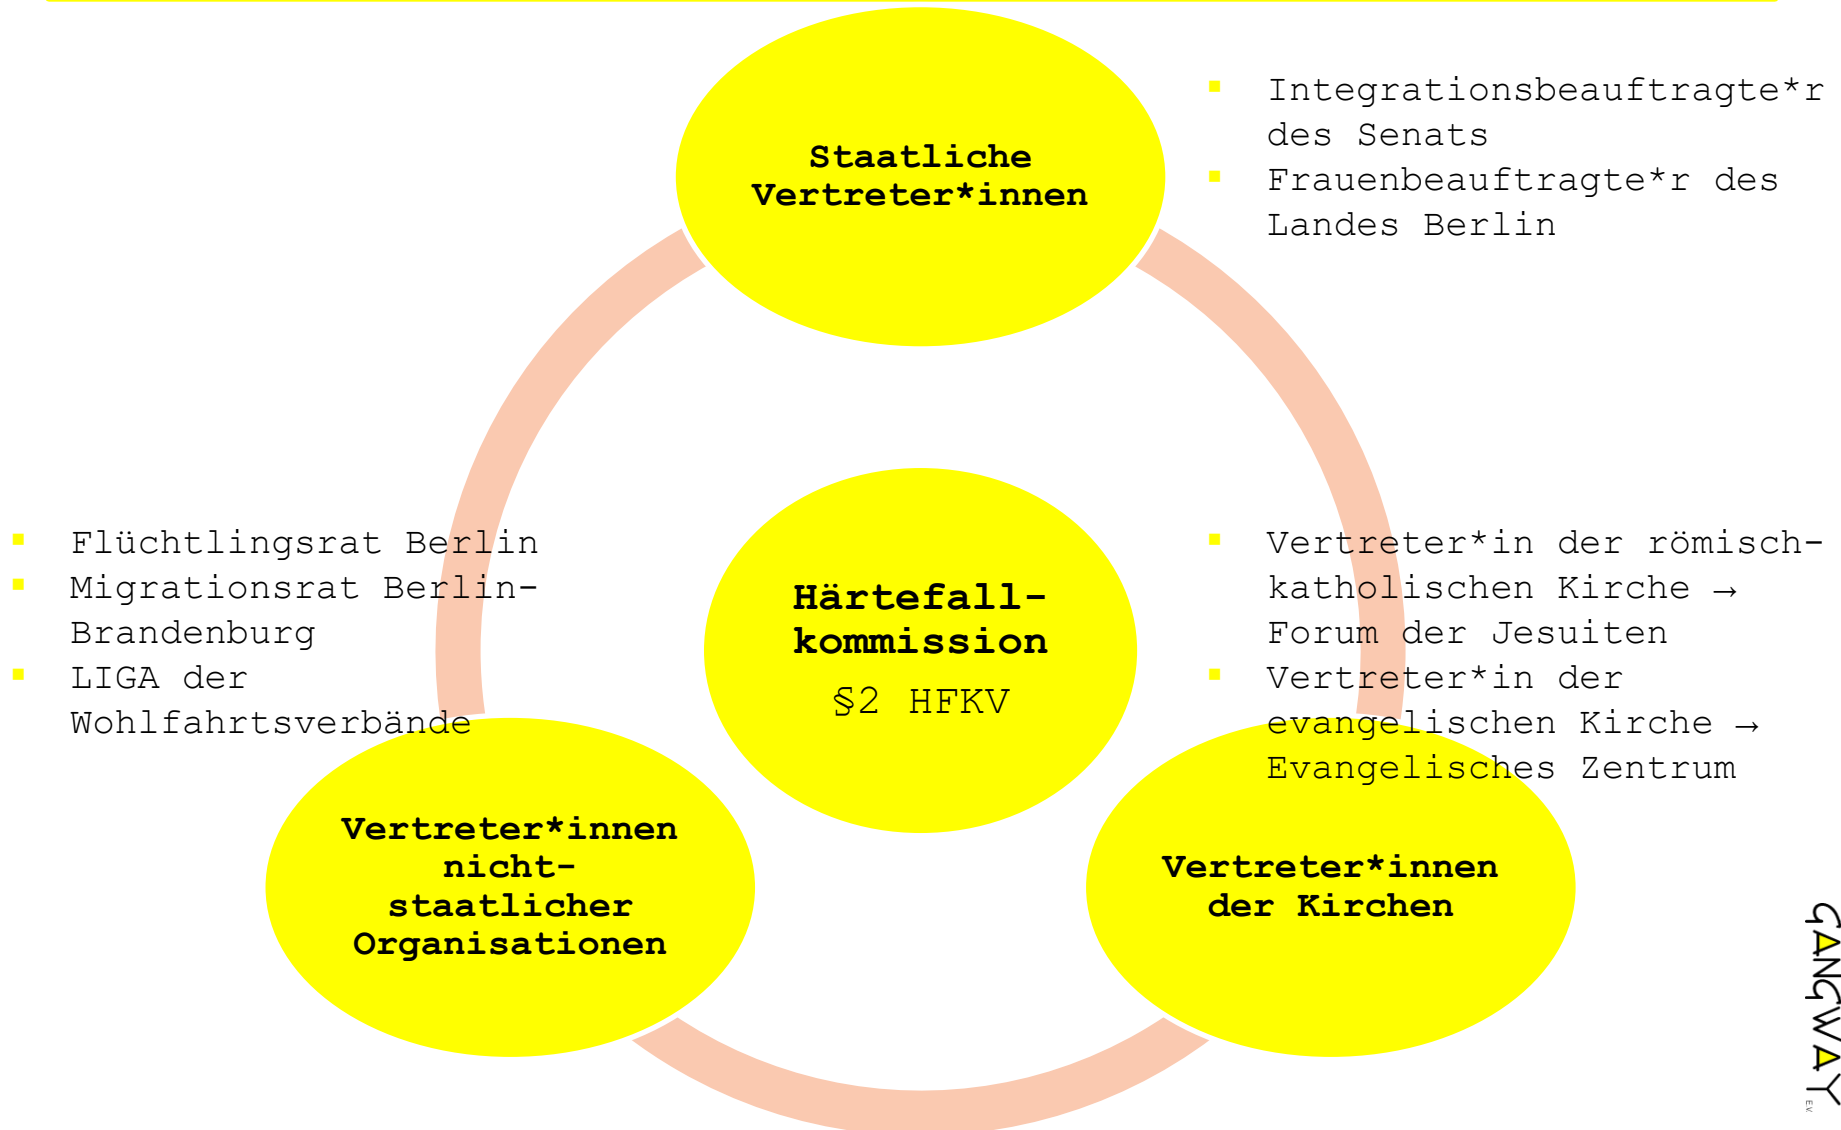 Staatliche
Vertreter*innen
▪ Integrationsbeauftragte*r
des Senats
▪ Frauenbeauftragte*r des
Landes Berlin
▪ Flüchtlingsrat Berlin
▪ Migrationsrat Berlin-
Brandenburg
▪ LIGA der
Wohlfahrtsverbände
Härtefall-
kommission
§2 HFKV
▪ Vertreter*in der römisch-
katholischen Kirche →
Forum der Jesuiten
▪ Vertreter*in der
evangelischen Kirche →
Evangelisches Zentrum
Vertreter*innen
nicht-
staatlicher
Organisationen
Vertreter*innen
der Kirchen
GANGWAY
E.V.